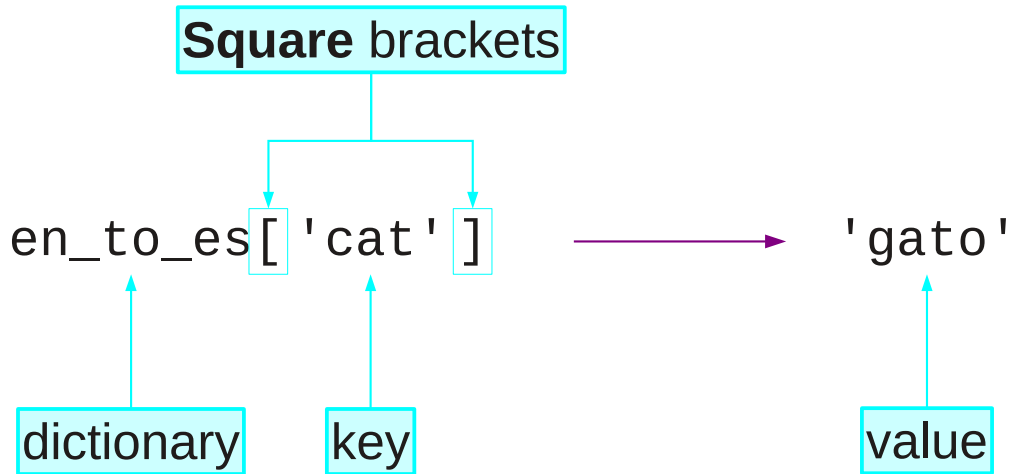 Square brackets
en_to_es['cat'] 'gato'
dictionary key value